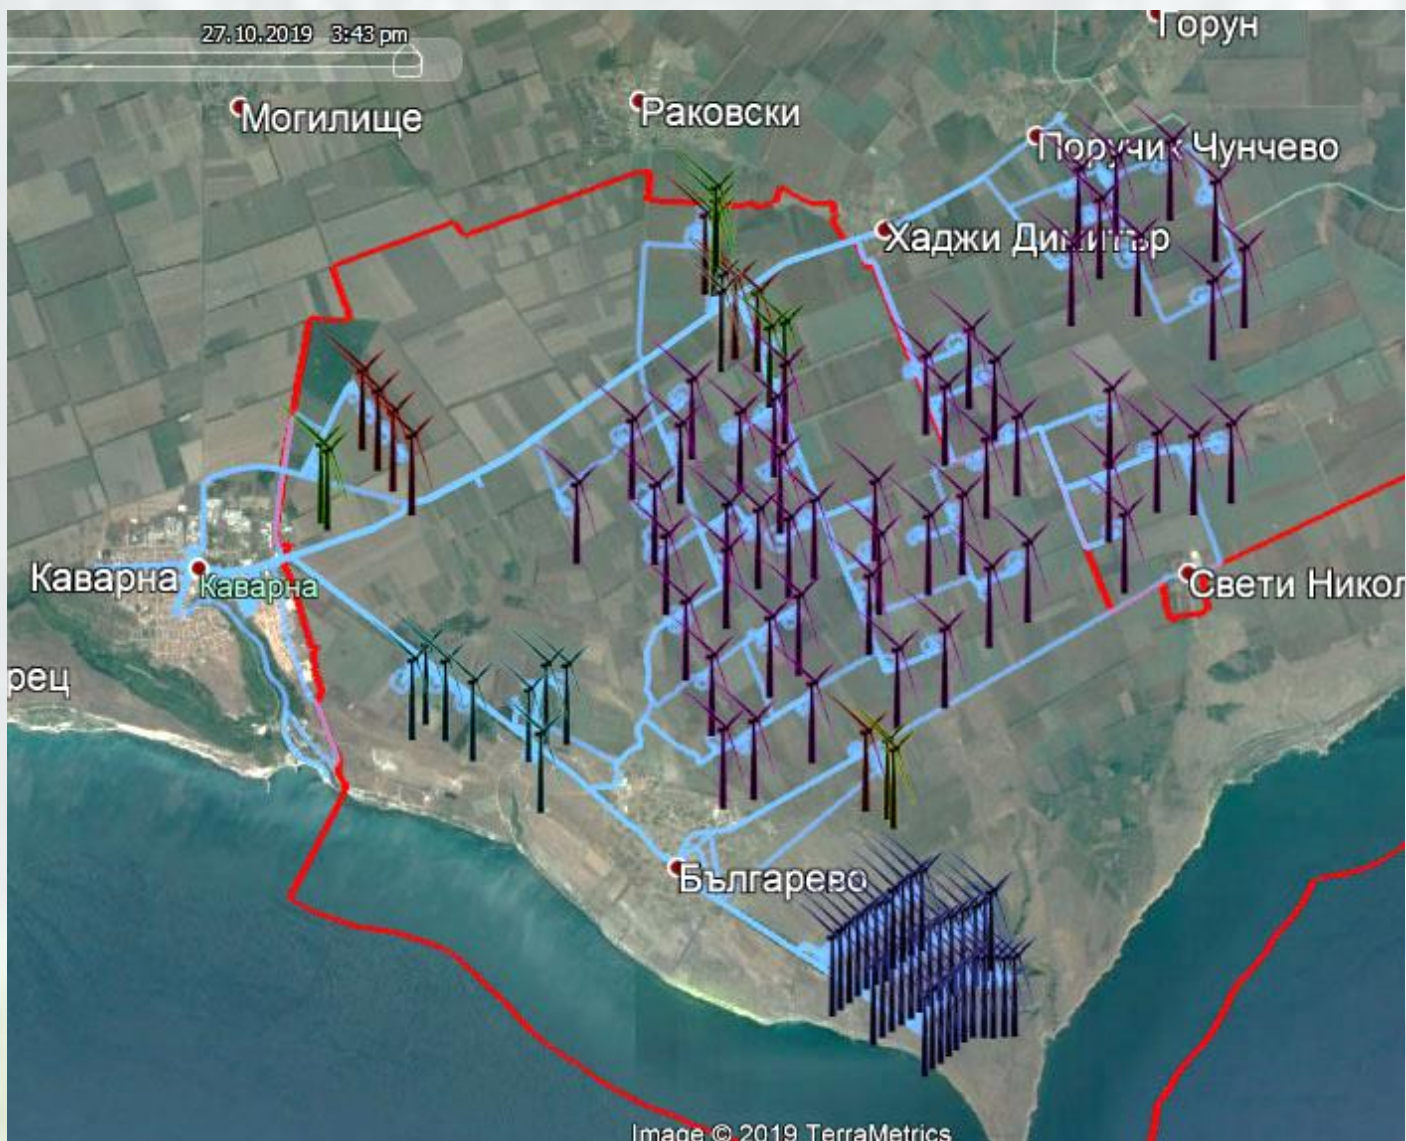 27.10.2019 3:43 pm
Горун
Могилище
Раковски
Поручик Чунчево
Хаджи Димитър
Каварна
Каварна
Свети Никол
рец
Българево
Image © 2019 TerraMetrics